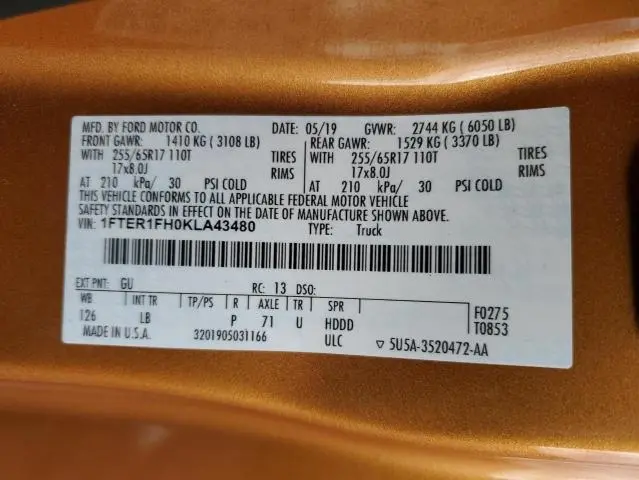 MFD. BY FORD MOTOR CO. 05/19 GVWR: 2744 KG ( 6050 LB)
FRONT GAWR: 1410 KG ( 3108 LB) REAR GAWR: 1529 KG ( 3370 LB)
WITH 255/65R17 110T TIRES WITH 255/65R17 110T TIRES
17x8.0J RIMS 17x8.0J RIMS
AT 210 kPa/ 30 PSI COLD AT 210 kPa/ 30 PSI COLD
THIS VEHICLE CONFORMS TO ALL APPLICABLE FEDERAL MOTOR VEHICLE
SAFETY STANDARDS IN EFFECT ON THE DATE OF MANUFACTURE SHOWN ABOVE.
VIN: 1FTER1FH0KLA43480 TYPE: Truck
EXT PNT: GU RC: 13 DSO:
WB INT TR TP/PS R AXLE TR SPR F0275
126 LB P 71 U HDDD T0853
MADE IN U.S.A. 3201905031166 ULC ▽ 5U5A-3520472-AA